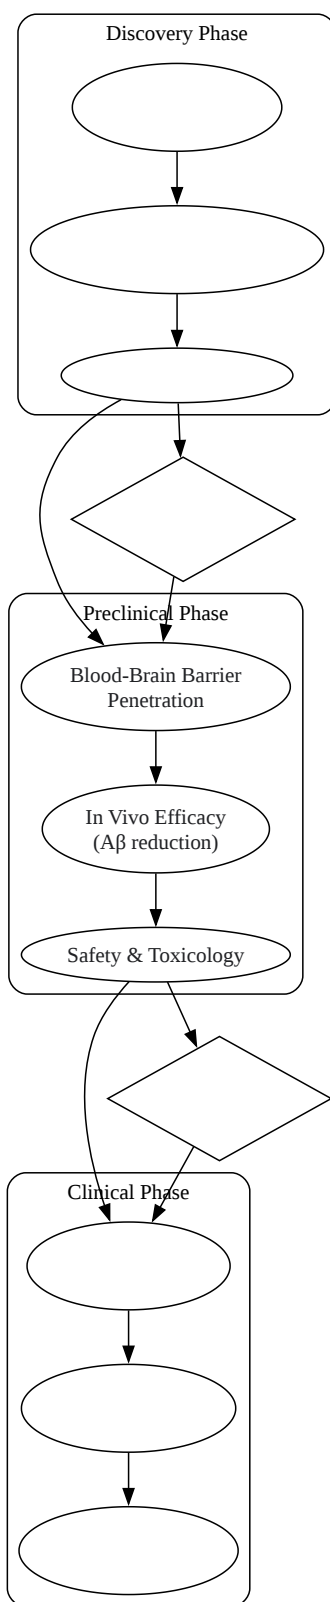 Discovery Phase
Preclinical Phase
Blood-Brain Barrier
Penetration
In Vivo Efficacy
(Aβ reduction)
Safety & Toxicology
Clinical Phase